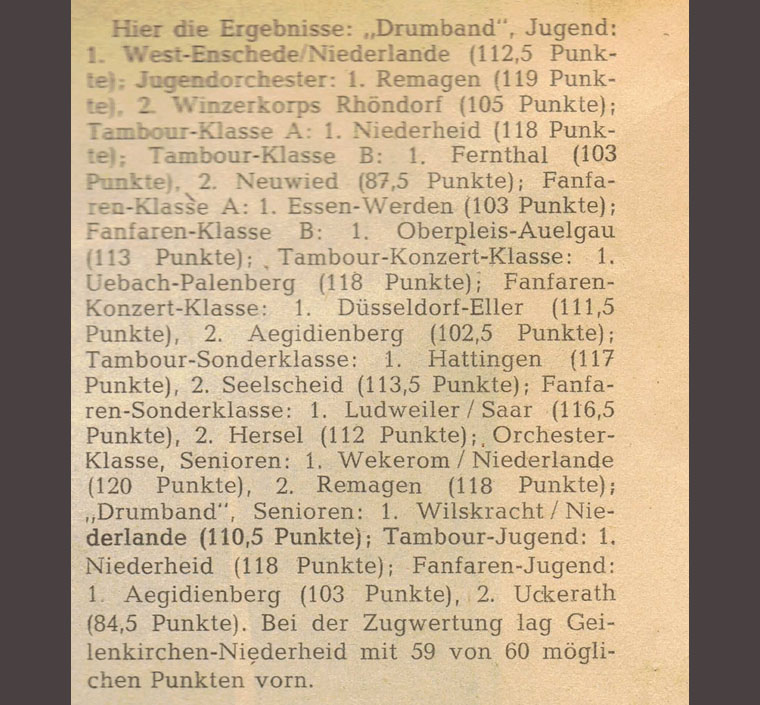 Hier die Ergebnisse: „Drumband“, Jugend:
1. West-Enschede/Niederlande (112,5 Punk-
te); Jugendorchester: 1. Remagen (119 Punk-
te), 2. Winzerkorps Rhöndorf (105 Punkte);
Tambour-Klasse A: 1. Niederheid (118 Punk-
te); Tambour-Klasse B: 1. Fernthal (103
Punkte), 2. Neuwied (87,5 Punkte); Fanfa-
ren-Klasse A: 1. Essen-Werden (103 Punkte);
Fanfaren-Klasse B: 1. Oberpleis-Auelgau
(113 Punkte); Tambour-Konzert-Klasse: 1.
Uebach-Palenberg (118 Punkte); Fanfaren-
Konzert-Klasse: 1. Düsseldorf-Eller (111,5
Punkte), 2. Aegidienberg (102,5 Punkte);
Tambour-Sonderklasse: 1. Hattingen (117
Punkte), 2. Seelscheid (113,5 Punkte); Fanfa-
ren-Sonderklasse: 1. Ludweiler / Saar (116,5
Punkte), 2. Hersel (112 Punkte); Orchester-
Klasse, Senioren: 1. Wekerom / Niederlande
(120 Punkte), 2. Remagen (118 Punkte);
„Drumband“, Senioren: 1. Wilskracht / Nie-
derlande (110,5 Punkte); Tambour-Jugend: 1.
Niederheid (118 Punkte); Fanfaren-Jugend:
1. Aegidienberg (103 Punkte), 2. Uckerath
(84,5 Punkte). Bei der Zugwertung lag Gei-
lenkirchen-Niederheid mit 59 von 60 mögli-
chen Punkten vorn.